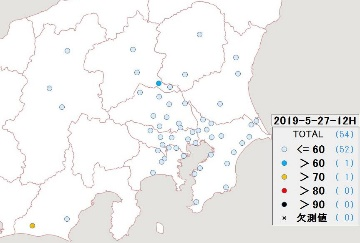 2019-5-27-12H
TOTAL (54)
<= 60 (52)
> 60 (1)
> 70 (1)
> 80 (0)
> 90 (0)
× 欠測値 (0)